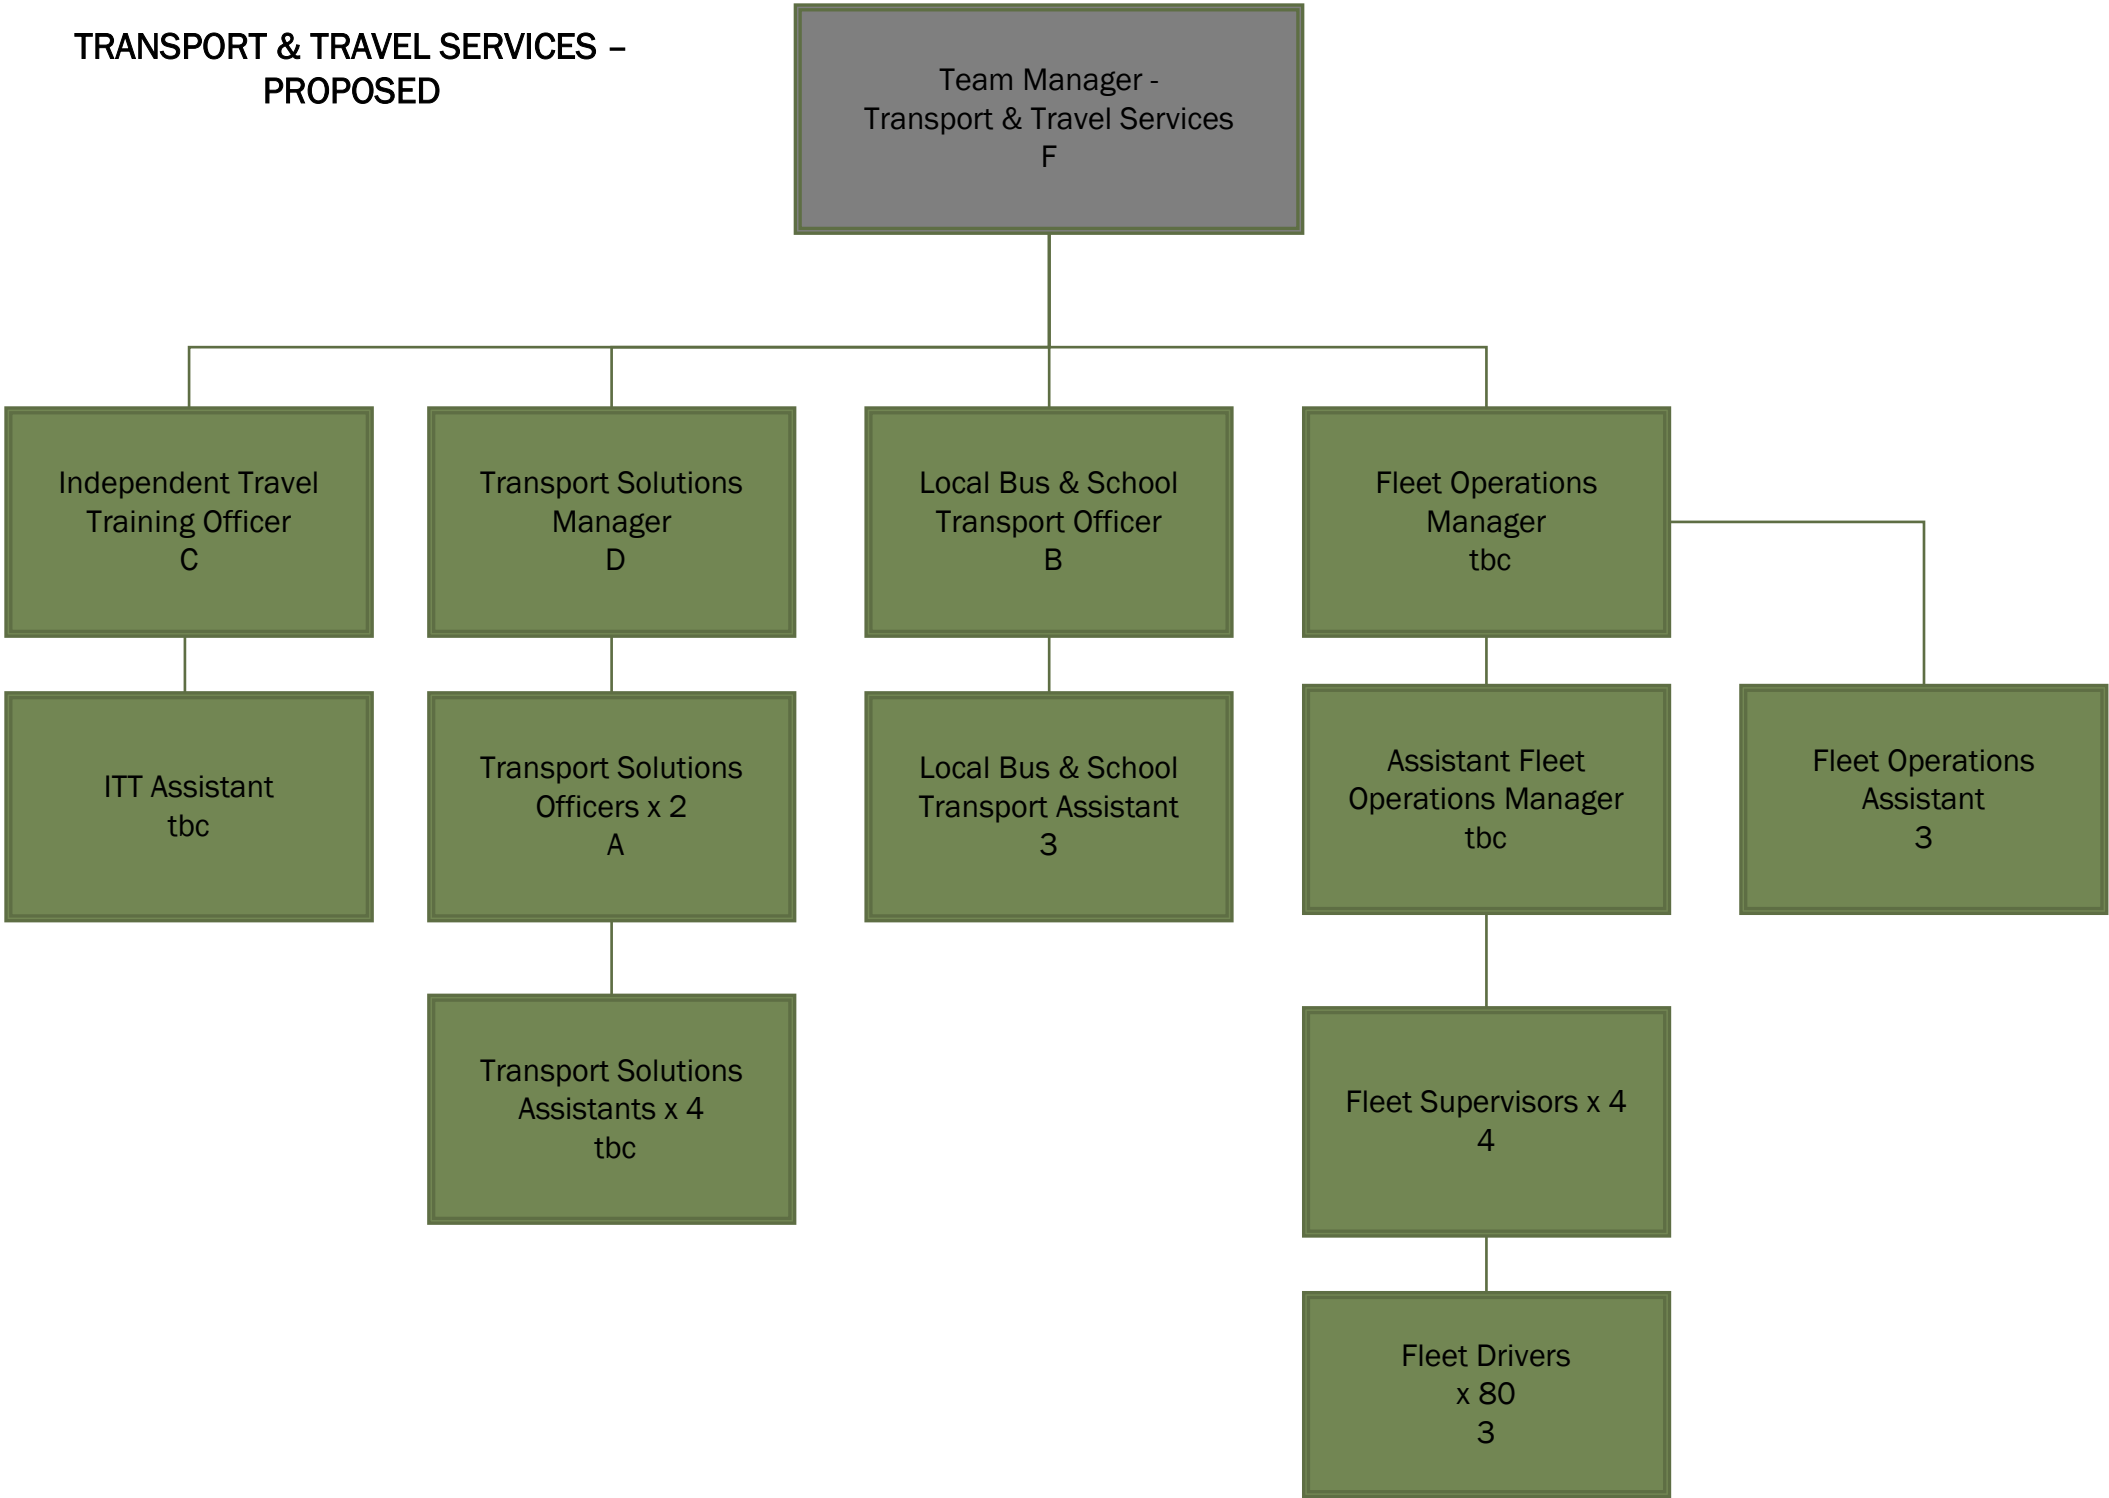 TRANSPORT & TRAVEL SERVICES –
PROPOSED
Team Manager -
Transport & Travel Services
F
Independent Travel
Training Officer
C
Transport Solutions
Manager
D
Local Bus & School
Transport Officer
B
Fleet Operations
Manager
tbc
ITT Assistant
tbc
Transport Solutions
Officers x 2
A
Local Bus & School
Transport Assistant
3
Assistant Fleet
Operations Manager
tbc
Fleet Operations
Assistant
3
Transport Solutions
Assistants x 4
tbc
Fleet Supervisors x 4
4
Fleet Drivers
x 80
3